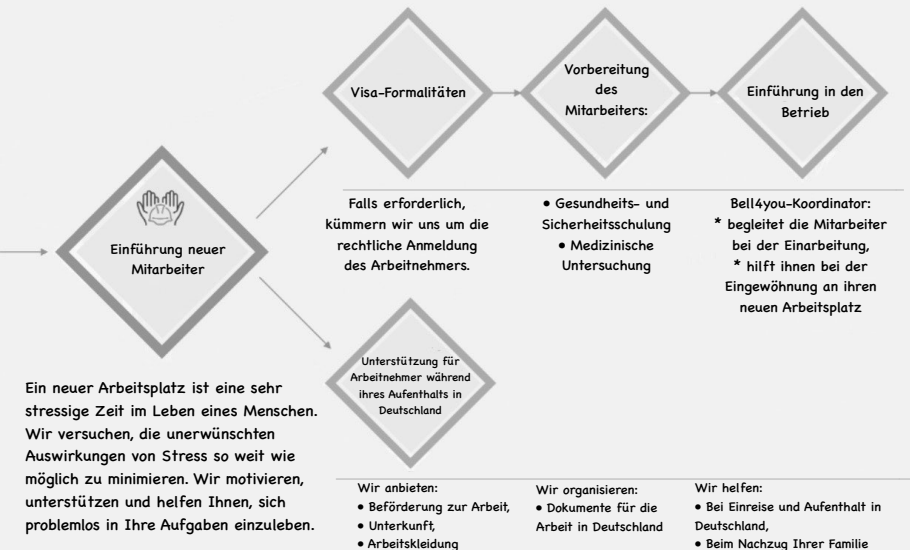 Visa-Formalitäten
Vorbereitung
des
Mitarbeiters:
Einführung in den
Betrieb
Einführung neuer
Mitarbeiter
Falls erforderlich,
kümmern wir uns um die
rechtliche Anmeldung
des Arbeitnehmers.
• Gesundheits- und
Sicherheitsschulung
• Medizinische
Untersuchung
Bell4you-Koordinator:
* begleitet die Mitarbeiter
bei der Einarbeitung,
* hilft ihnen bei der
Eingewöhnung an ihren
neuen Arbeitsplatz
Unterstützung für
Arbeitnehmer während
ihres Aufenthalts in
Deutschland
Ein neuer Arbeitsplatz ist eine sehr
stressige Zeit im Leben eines Menschen.
Wir versuchen, die unerwünschten
Auswirkungen von Stress so weit wie
möglich zu minimieren. Wir motivieren,
unterstützen und helfen Ihnen, sich
problemlos in Ihre Aufgaben einzuleben.
Wir anbieten:
• Beförderung zur Arbeit,
• Unterkunft,
• Arbeitskleidung
Wir organisieren:
• Dokumente für die
Arbeit in Deutschland
Wir helfen:
• Bei Einreise und Aufenthalt in
Deutschland,
• Beim Nachzug Ihrer Familie